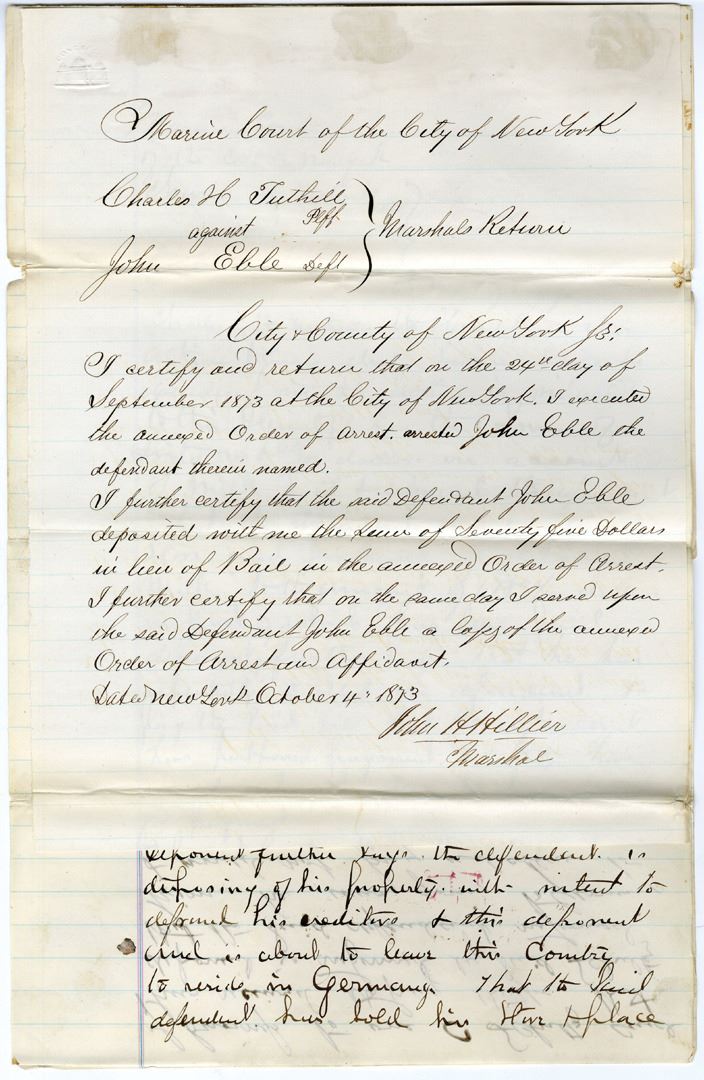 Marine Court of the City of New York
Charles H Tuthill
Plff
against
John Eble Deft
Marshals Return
City & County of New York Ss:
I certify and return that on the 24th day of
September 1873 at the City of New York. I executed
the annexed Order of Arrest. arrested John Eble the
defendant therein named.
I further certify that the said Defendant John Eble
deposited with me the Sum of Seventy five Dollars
in lieu of Bail in the annexed Order of Arrest.
I further certify that on the same day I served upon
the said Defendant John Eble a Copy of the annexed
Order of Arrest and Affidavit.
Dated New York October 4th 1873
John H Hillier
Marshal
deponent further says the defendant is
disposing of his property with intent to
defraud his creditors & this deponent
and is about to leave this Country
to reside in Germany. That the Said
defendant has sold his Store & place